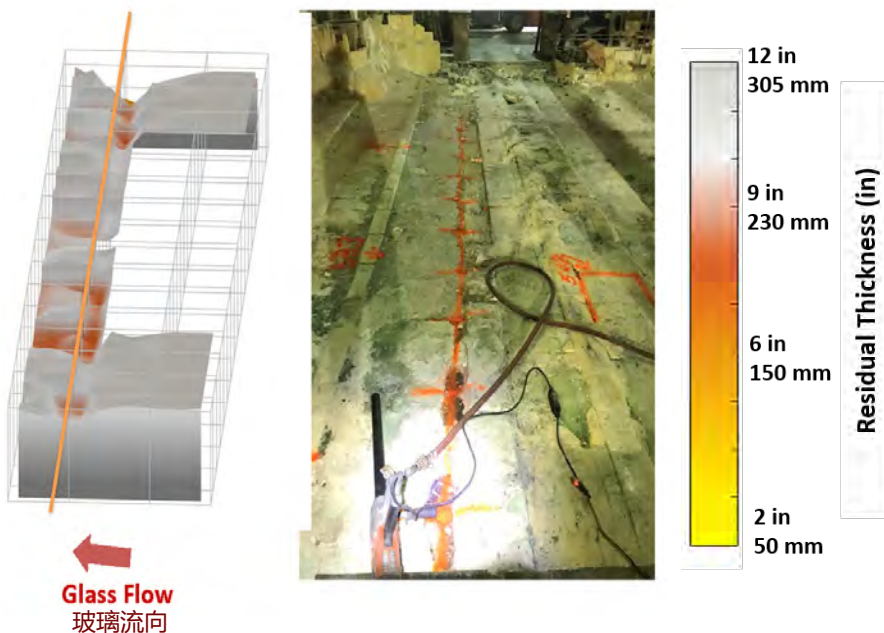 Glass Flow
玻璃流向
12 in
305 mm
9 in
230 mm
6 in
150 mm
2 in
50 mm
Residual Thickness (in)